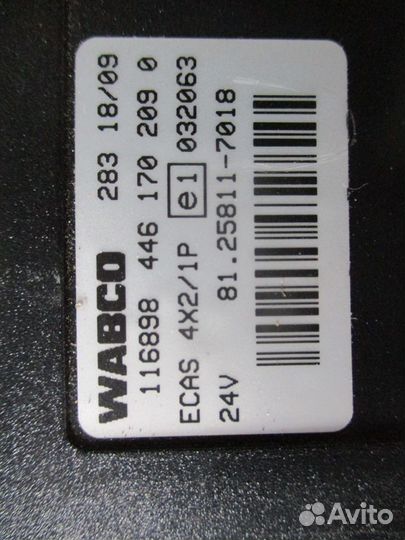 WABCO 283 18/09
116898 446 170 209 0
ECAS 4X2/1P e1 032063
24V 81.25811-7018
Avito